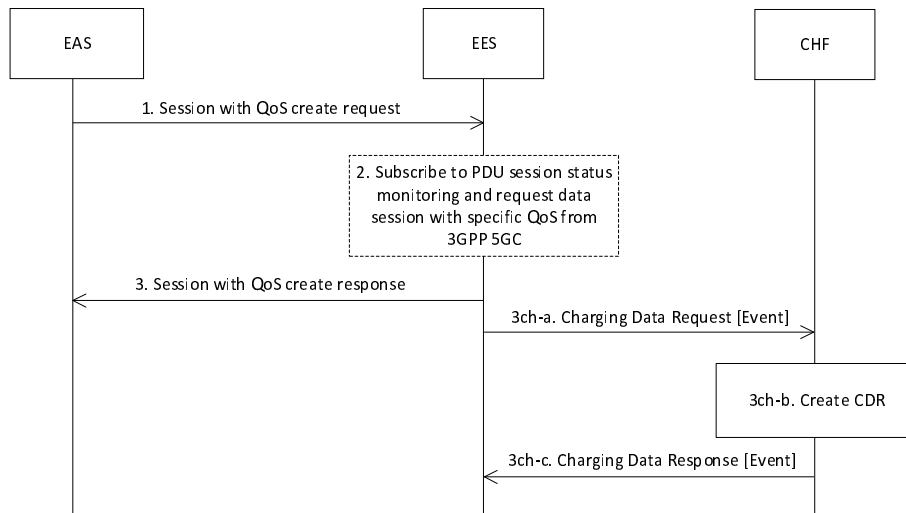 EAS
EES
CHF
1. Session with QoS create request
2. Subscribe to PDU session status
monitoring and request data
session with specific QoS from
3GPP 5GC
3. Session with QoS create response
3ch-a. Charging Data Request [Event]
3ch-b. Create CDR
3ch-c. Charging Data Response [Event]